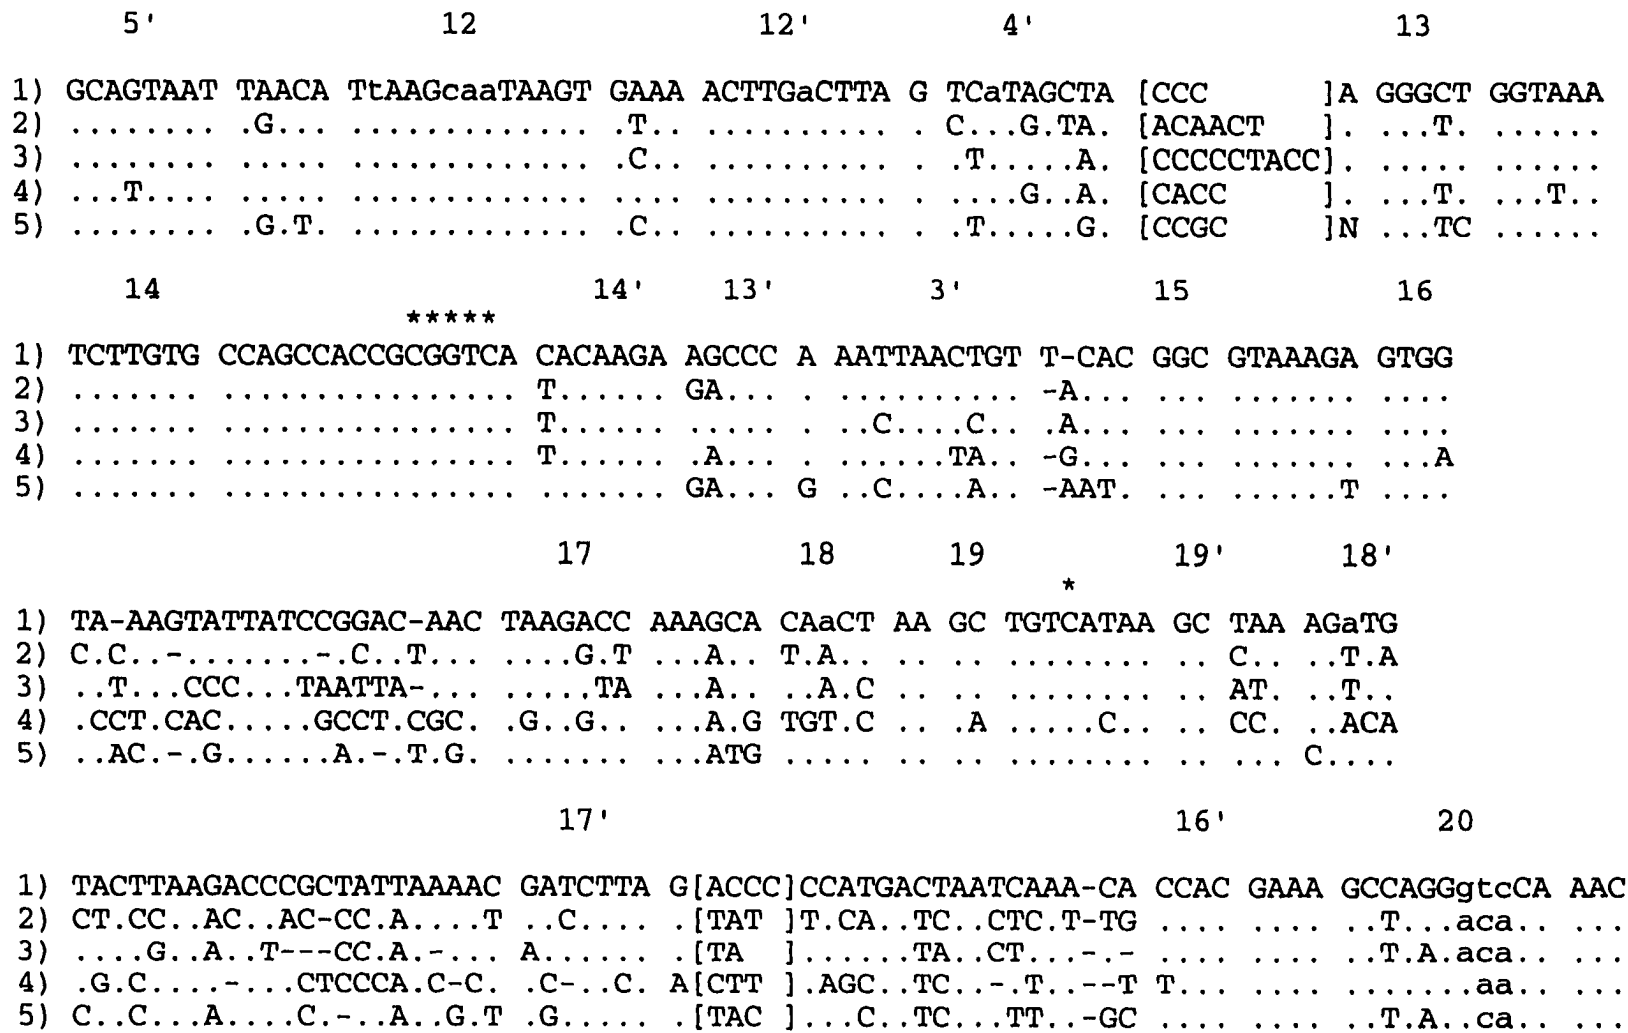 5' 12 12' 4' 13
1) GCAGTAAT TAACA TtAAGcaaTAAGT GAAA ACTTGaCTTA G TCaTAGCTA [CCC ]A GGGCT GGTAAA
2) ........ .G... ............. .T.. .......... . C...G.TA. [ACAACT ]. ...T. ......
3) ........ ..... ............. .C.. .......... . .T.....A. [CCCCCTACC]. ..... ......
4) ...T.... ..... ............. .... .......... . ....G..A. [CACC ]. ...T. ....T..
5) ........ .G.T. ............. .C.. .......... . .T.....G. [CCGC ]N ...TC ......
14 14' 13' 3' 15 16
*****
1) TCTTGTG CCAGCCACCGCGGTCA CACAAGA AGCCC A AATTAACTGT T-CAC GGC GTAAAGA GTGG
2) ....... ................ T...... GA... . .......... -A... ... ....... ....
3) ....... ................ T...... ..... . ..C....C.. .A... ... ....... ....
4) ....... ................ T...... .A... . ......TA.. -G... ... ....... ...A
5) ....... ................ ....... GA... G ..C....A.. -AAT. ... ......T ....
17 18 19 19' 18'
*
1) TA-AAGTATTATCCGGAC-AAC TAAGACC AAAGCA CAaCT AA GC TGTCATAA GC TAA AGaTG
2) C.C..-.......-.C..T... ....G.T ...A.. T.A.. .. .. ........ .. C.. ..T.A
3) ..T...CCC...TAATTA-... .....TA ...A.. ..A.C .. .. ........ .. AT. ..T..
4) .CCT.CAC.....GCCT.CGC. .G..G.. ...A.G TGT.C .. .A ....C... .. CC. ..ACA
5) ..AC.-.G......A.-.T.G. ....... ...ATG ..... .. .. ........ .. ... C....
17' 16' 20
1) TACTTAAGACCCGCTATTAAAAC GATCTTA G[ACCC]CCATGACTAATCAAA-CA CCAC GAAA GCCAGGgtcCA AAC
2) CT.CC..AC..AC-CC.A....T ..C.... .[TAT ]T.CA..TC..CTC.T-TG .... .... ..T...aca.. ...
3) ....G..A..T---CC.A.-... A...... .[TA ]......TA..CT...-.- .... .... ..T.A.aca.. ...
4) .G.C....-...CTCCCA.C-C. .C-..C. A[CTT ].AGC..TC..-.T..--T T... .... .......aa.. ...
5) C..C...A....C.-..A..G.T .G..... .[TAC ]...C..TC...TT..-GC .... .... ..T.A..ca.. ...